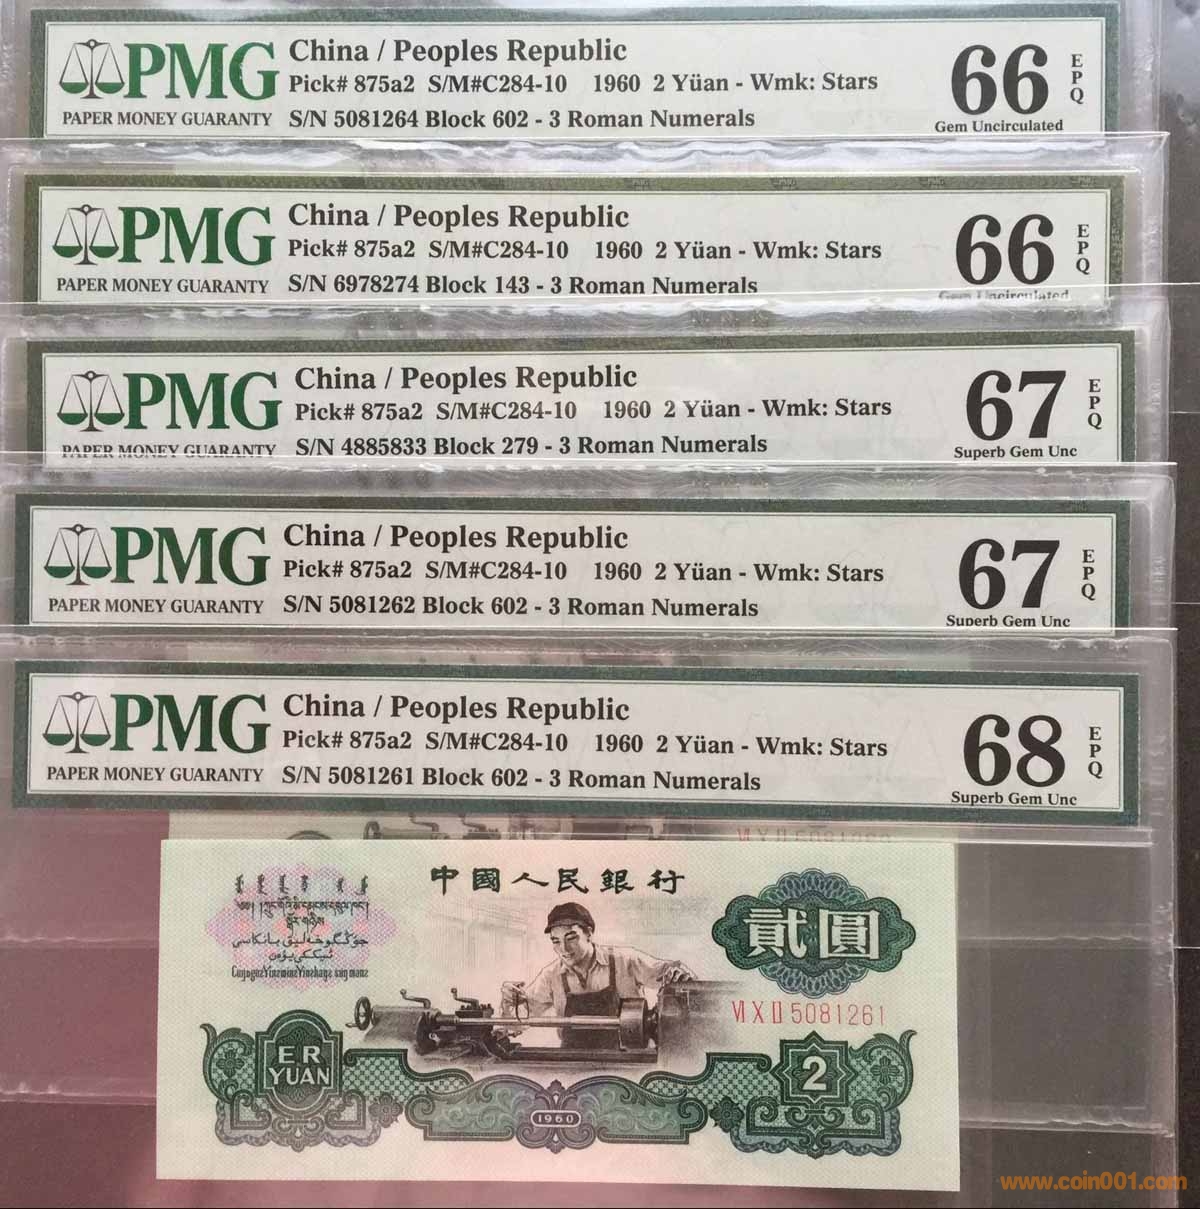 PMG
PAPER MONEY GUARANTY
China / Peoples Republic
Pick# 875a2 S/M#C284-10 1960 2 Yüan - Wmk: Stars
S/N 5081264 Block 602 - 3 Roman Numerals
66
EPQ
Gem Uncirculated
PMG
PAPER MONEY GUARANTY
China / Peoples Republic
Pick# 875a2 S/M#C284-10 1960 2 Yüan - Wmk: Stars
S/N 6978274 Block 143 - 3 Roman Numerals
66
EPQ
Gem Uncirculated
PMG
PAPER MONEY GUARANTY
China / Peoples Republic
Pick# 875a2 S/M#C284-10 1960 2 Yüan - Wmk: Stars
S/N 4885833 Block 279 - 3 Roman Numerals
67
EPQ
Superb Gem Unc
PMG
PAPER MONEY GUARANTY
China / Peoples Republic
Pick# 875a2 S/M#C284-10 1960 2 Yüan - Wmk: Stars
S/N 5081262 Block 602 - 3 Roman Numerals
67
EPQ
Superb Gem Unc
PMG
PAPER MONEY GUARANTY
China / Peoples Republic
Pick# 875a2 S/M#C284-10 1960 2 Yüan - Wmk: Stars
S/N 5081261 Block 602 - 3 Roman Numerals
68
EPQ
Superb Gem Unc
中國人民銀行
貳圓
ⅥⅩⅡ5081261
ER
YUAN
2
1960
www.coin001.com